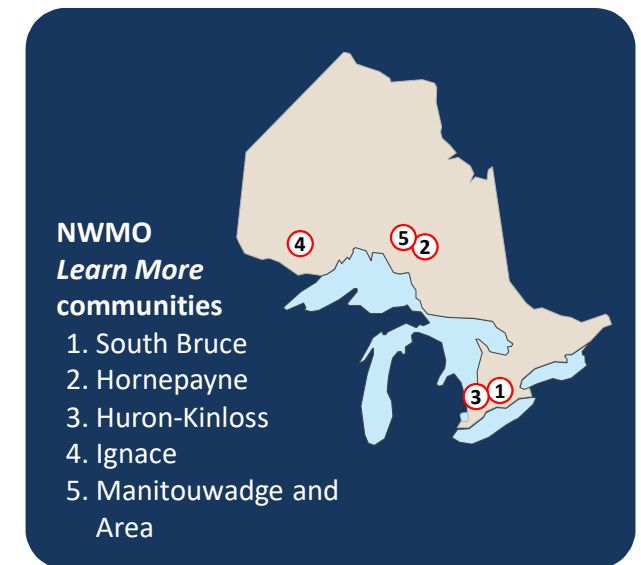 4
5
2
3
1
NWMO
Learn More
communities
1. South Bruce
2. Hornepayne
3. Huron-Kinloss
4. Ignace
5. Manitouwadge and
Area